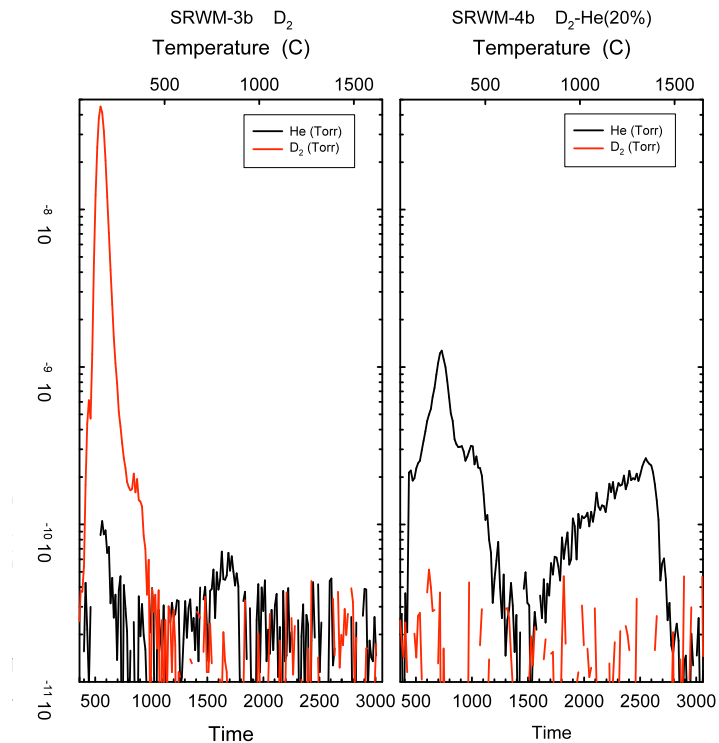 SRWM-3b D₂
Temperature (C)
500 1000 1500
He (Torr)
D₂ (Torr)
10⁻⁸
10⁻⁹
10⁻¹⁰
10⁻¹¹
500 1000 1500 2000 2500 3000
Time
SRWM-4b D₂-He(20%)
Temperature (C)
500 1000 1500
He (Torr)
D₂ (Torr)
500 1000 1500 2000 2500 3000
Time